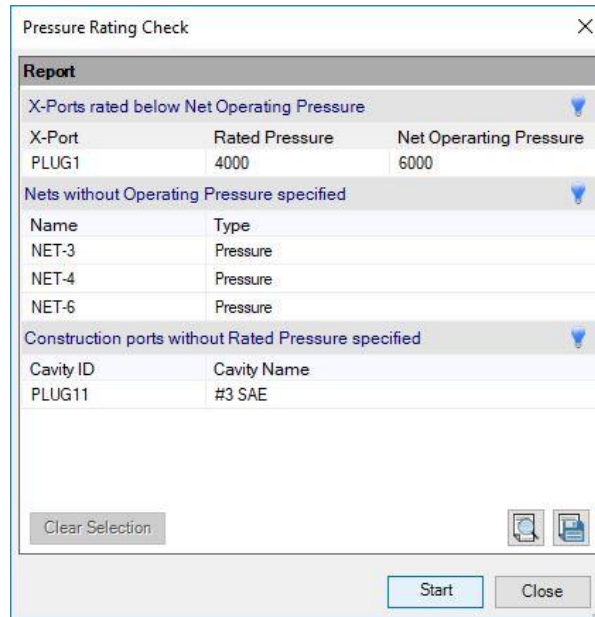 Pressure Rating Check
Report
X-Ports rated below Net Operating Pressure
X-Port Rated Pressure Net Operarting Pressure
PLUG1 4000 6000
Nets without Operating Pressure specified
Name Type
NET-3 Pressure
NET-4 Pressure
NET-6 Pressure
Construction ports without Rated Pressure specified
Cavity ID Cavity Name
PLUG11 #3 SAE
Clear Selection
Start Close